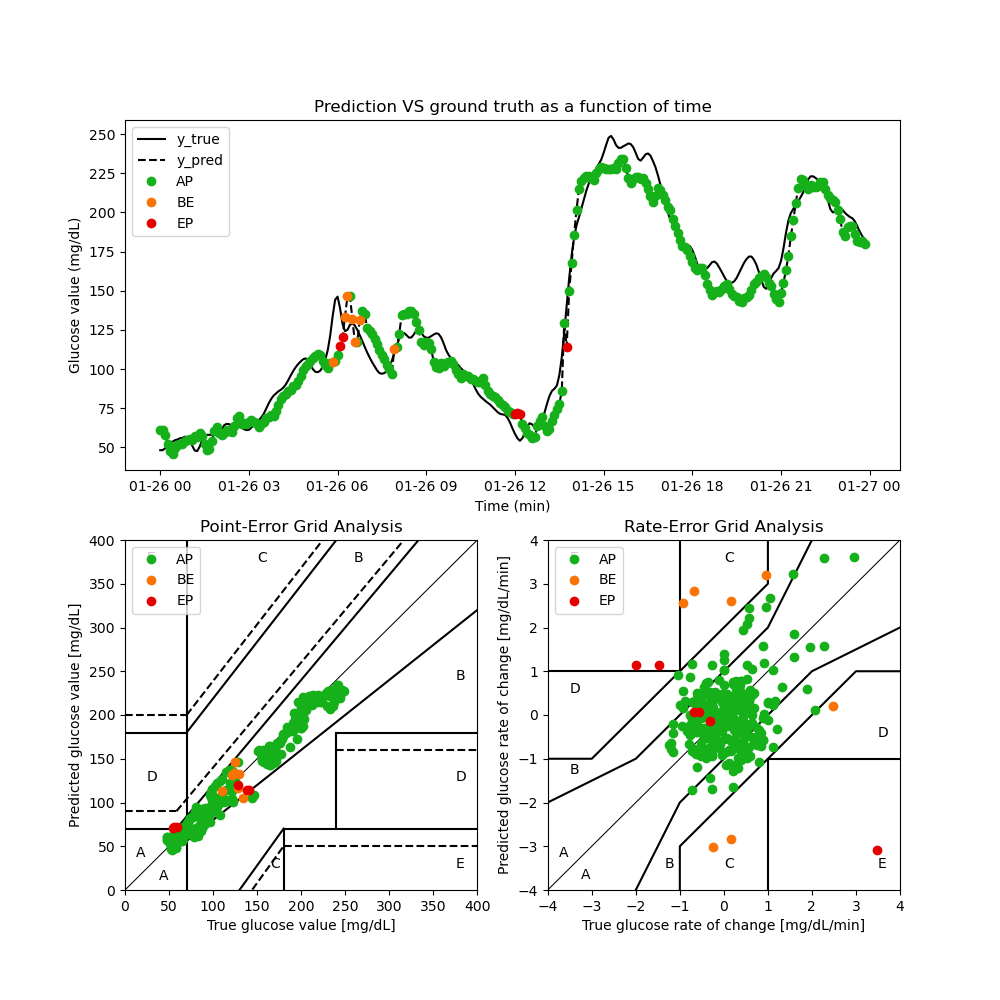 Prediction VS ground truth as a function of time
Glucose value (mg/dL)
250
225
200
175
150
125
100
75
50
y_true
y_pred
AP
BE
EP
01-26 00 01-26 03 01-26 06 01-26 09 01-26 12 01-26 15 01-26 18 01-26 21 01-27 00
Time (min)
Point-Error Grid Analysis
Predicted glucose value [mg/dL]
400
350
300
250
200
150
100
50
0
AP
BE
EP
C
B
B
D
D
A
A
C
E
0 50 100 150 200 250 300 350 400
True glucose value [mg/dL]
Rate-Error Grid Analysis
Predicted glucose rate of change [mg/dL/min]
4
3
2
1
0
−1
−2
−3
−4
AP
BE
EP
C
D
D
B
A
A
B
C
E
−4 −3 −2 −1 0 1 2 3 4
True glucose rate of change [mg/dL/min]